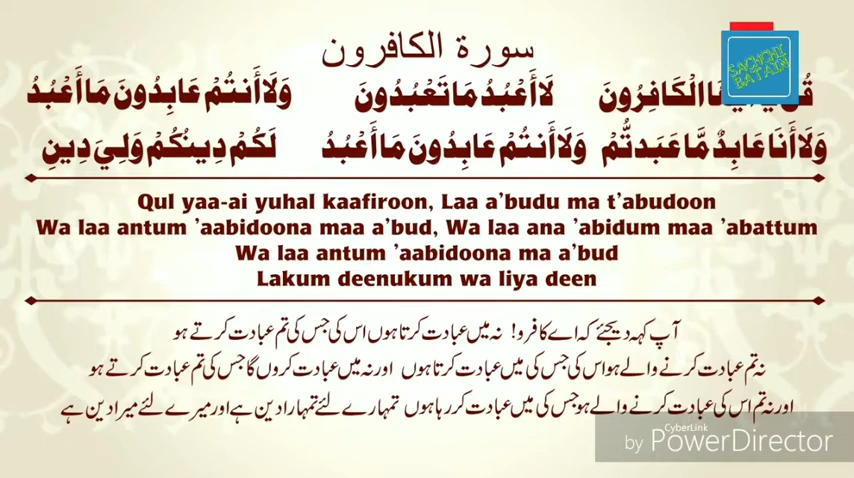 سورة الكافرون
SACHCHI BATAIN
قُلْ يَا أَيُّهَا الْكَافِرُونَ لَا أَعْبُدُ مَا تَعْبُدُونَ وَلَا أَنتُمْ عَابِدُونَ مَا أَعْبُدُ
وَلَا أَنَا عَابِدٌ مَّا عَبَدتُّمْ وَلَا أَنتُمْ عَابِدُونَ مَا أَعْبُدُ لَكُمْ دِينُكُمْ وَلِيَ دِينِ
Qul yaa-ai yuhal kaafiroon, Laa a'budu ma t'abudoon
Wa laa antum 'aabidoona maa a'bud, Wa laa ana 'abidum maa 'abattum
Wa laa antum 'aabidoona ma a'bud
Lakum deenukum wa liya deen
آپ کہہ دیجئے کہ اے کافرو! نہ میں عبادت کرتا ہوں اس کی جس کی تم عبادت کرتے ہو
نہ تم عبادت کرنے والے ہو اس کی جس کی میں عبادت کرتا ہوں اور نہ میں عبادت کروں گا جس کی تم عبادت کرتے ہو
اور نہ تم اس کی عبادت کرنے والے ہو جس کی میں عبادت کر رہا ہوں تمہارے لئے تمہارا دین ہے اور میرے لئے میرا دین ہے
CyberLink
by PowerDirector